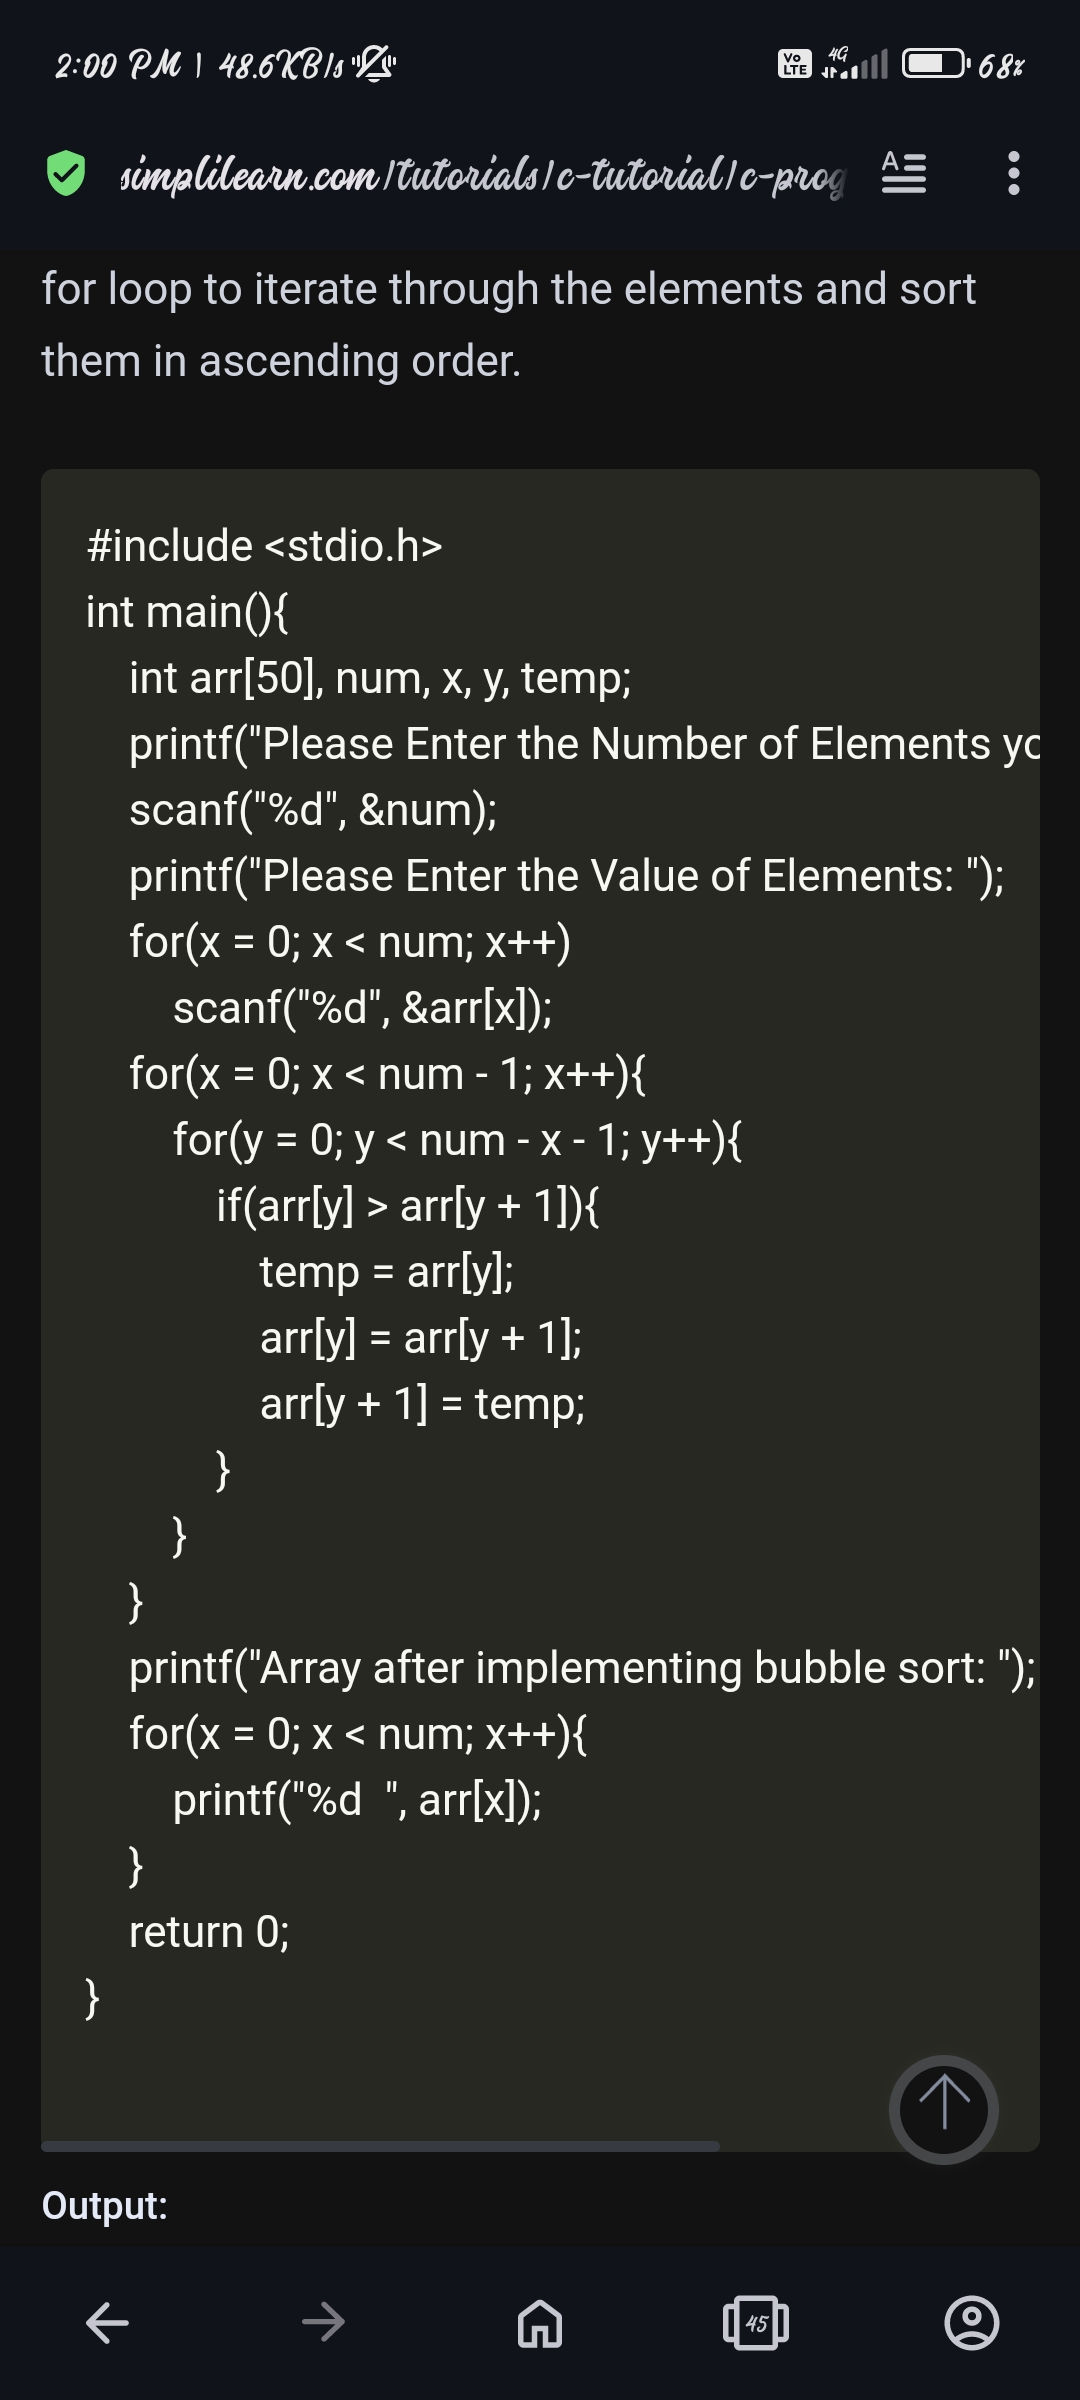 2:00 PM | 48.6KB/s
Vo LTE 4G 68%
simplilearn.com/tutorials/c-tutorial/c-prog
for loop to iterate through the elements and sort
them in ascending order.
#include <stdio.h>
int main(){
    int arr[50], num, x, y, temp;
    printf("Please Enter the Number of Elements yo
    scanf("%d", &num);
    printf("Please Enter the Value of Elements: ");
    for(x = 0; x < num; x++)
        scanf("%d", &arr[x]);
    for(x = 0; x < num - 1; x++){
        for(y = 0; y < num - x - 1; y++){
            if(arr[y] > arr[y + 1]){
                temp = arr[y];
                arr[y] = arr[y + 1];
                arr[y + 1] = temp;
            }
        }
    }
    printf("Array after implementing bubble sort: ");
    for(x = 0; x < num; x++){
        printf("%d  ", arr[x]);
    }
    return 0;
}
Output:
45